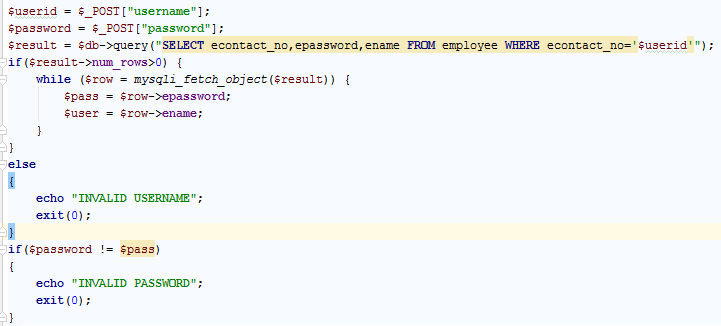 $userid = $_POST["username"];
$password = $_POST["password"];
$result = $db->query("SELECT econtact_no,epassword,ename FROM employee WHERE econtact_no='$userid'");
if($result->num_rows>0) {
    while ($row = mysqli_fetch_object($result)) {
        $pass = $row->epassword;
        $user = $row->ename;
    }
}
else
{
    echo "INVALID USERNAME";
    exit(0);
}
if($password != $pass)
{
    echo "INVALID PASSWORD";
    exit(0);
}